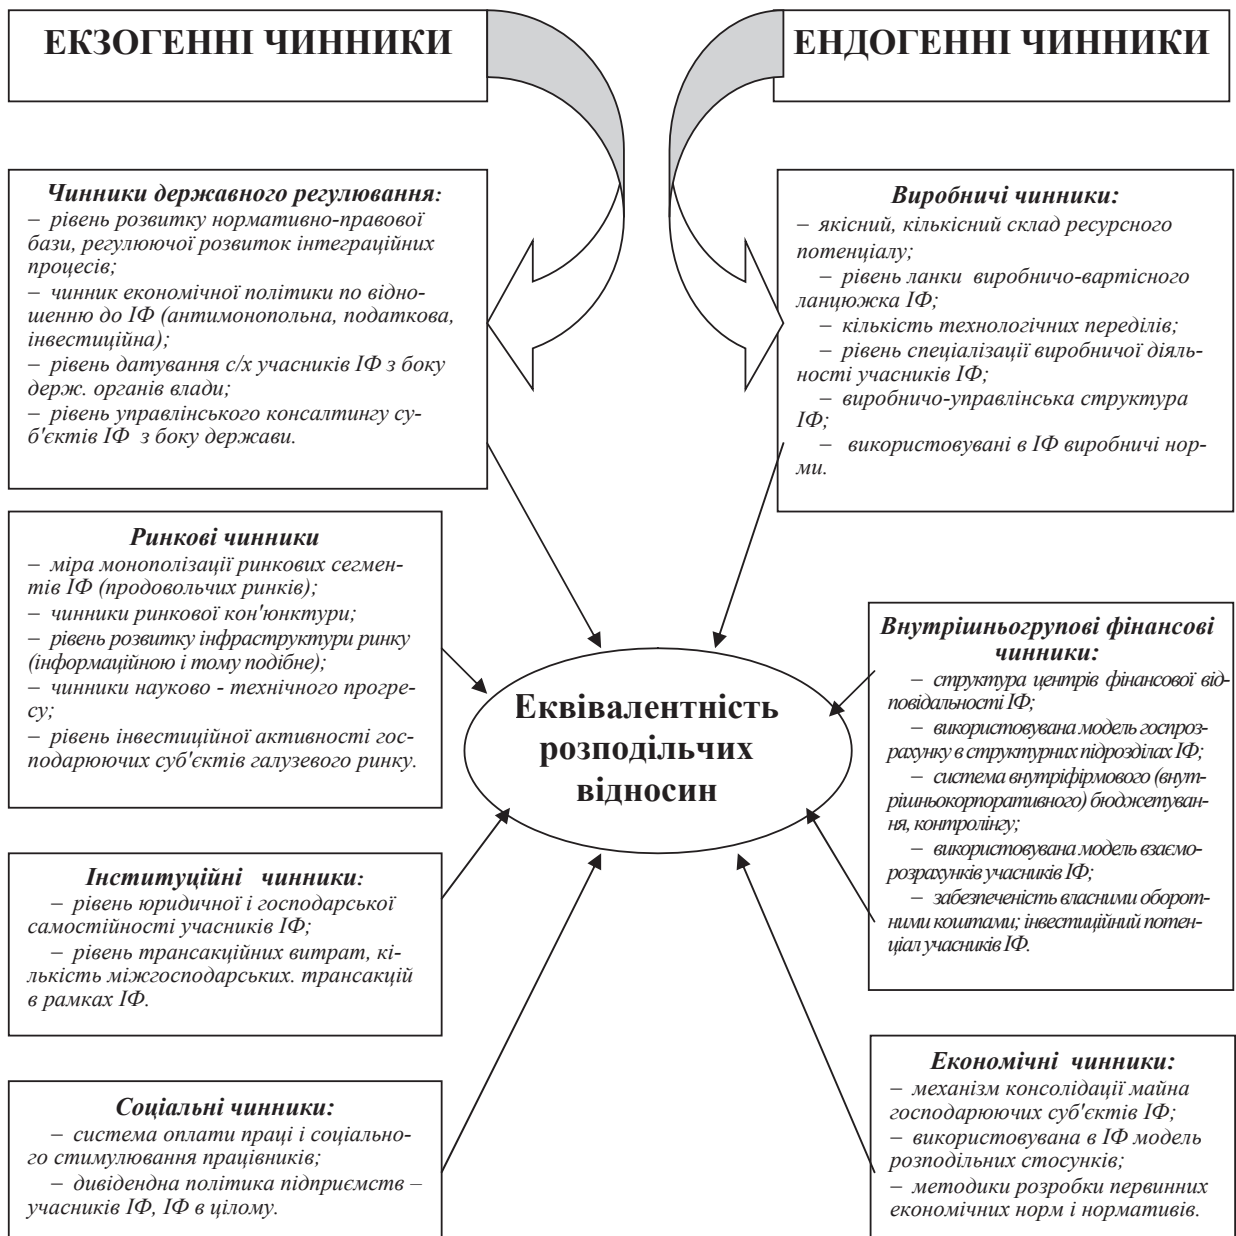 ЕКЗОГЕННІ ЧИННИКИ
ЕНДОГЕННІ ЧИННИКИ
Чинники державного регулювання:
– рівень розвитку нормативно-правової
бази, регулюючої розвиток інтеграційних
процесів;
– чинник економічної політики по відно-
шенню до ІФ (антимонопольна, податкова,
інвестиційна);
– рівень датування с/х учасників ІФ з боку
держ. органів влади;
– рівень управлінського консалтингу су-
б'єктів ІФ з боку держави.
Виробничі чинники:
– якісний, кількісний склад ресурсного
потенціалу;
– рівень ланки виробничо-вартісного
ланцюжка ІФ;
– кількість технологічних переділів;
– рівень спеціалізації виробничої діяль-
ності учасників ІФ;
– виробничо-управлінська структура
ІФ;
– використовувані в ІФ виробничі нор-
ми.
Ринкові чинники
– міра монополізації ринкових сегмен-
тів ІФ (продовольчих ринків);
– чинники ринкової кон'юнктури;
– рівень розвитку інфраструктури ринку
(інформаційною і тому подібне);
– чинники науково - технічного прогре-
су;
– рівень інвестиційної активності гос-
подарюючих суб'єктів галузевого ринку.
Еквівалентність
розподільчих
відносин
Внутрішньогрупові фінансові
чинники:
– структура центрів фінансової від-
повідальності ІФ;
– використовувана модель госпроз-
рахунку в структурних підрозділах ІФ;
– система внутріфірмового (внут-
рішньокорпоративного) бюджетуван-
ня, контролінгу;
– використовувана модель взаємо-
розрахунків учасників ІФ;
– забезпеченість власними оборот-
ними коштами; інвестиційний потен-
ціал учасників ІФ.
Інституційні чинники:
– рівень юридичної і господарської
самостійності учасників ІФ;
– рівень трансакційних витрат, кі-
лькість міжгосподарських. трансакцій
в рамках ІФ.
Соціальні чинники:
– система оплати праці і соціально-
го стимулювання працівників;
– дивідендна політика підприємств –
учасників ІФ, ІФ в цілому.
Економічні чинники:
– механізм консолідації майна
господарюючих суб'єктів ІФ;
– використовувана в ІФ модель
розподільних стосунків;
– методики розробки первинних
економічних норм і нормативів.